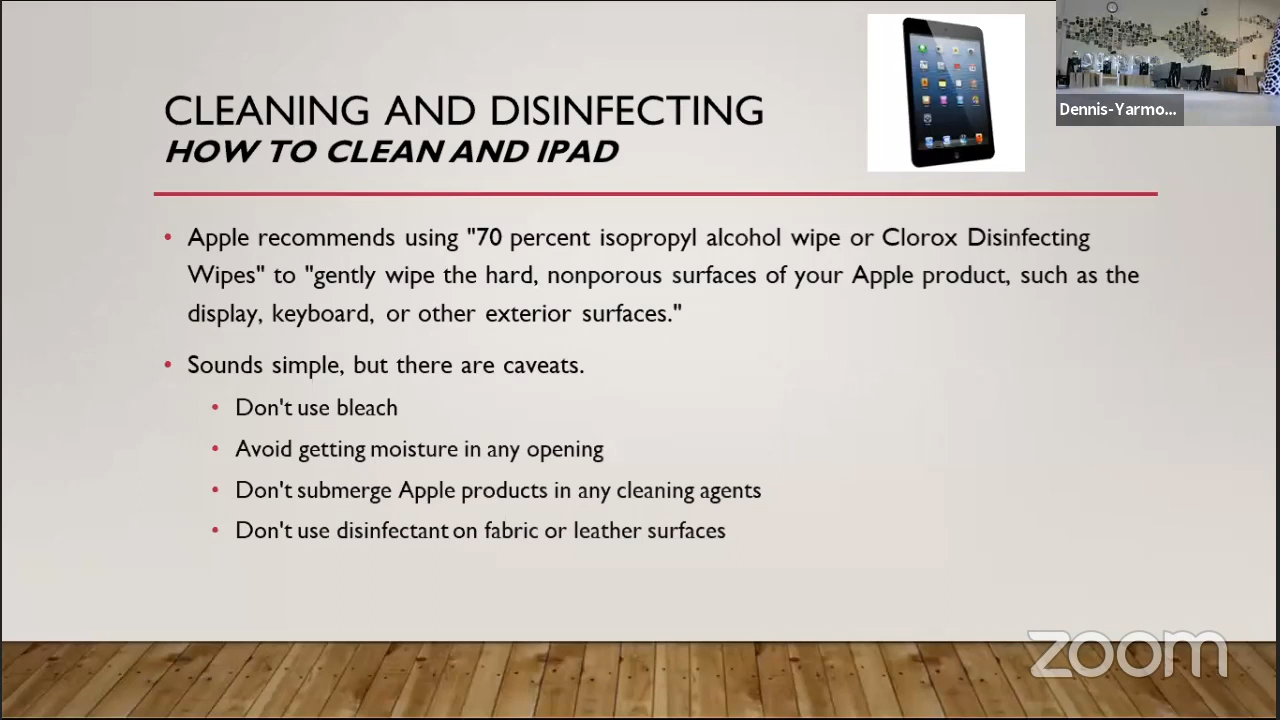 CLEANING AND DISINFECTING
HOW TO CLEAN AND IPAD
Dennis-Yarmo...
• Apple recommends using "70 percent isopropyl alcohol wipe or Clorox Disinfecting
Wipes" to "gently wipe the hard, nonporous surfaces of your Apple product, such as the
display, keyboard, or other exterior surfaces."
• Sounds simple, but there are caveats.
• Don't use bleach
• Avoid getting moisture in any opening
• Don't submerge Apple products in any cleaning agents
• Don't use disinfectant on fabric or leather surfaces
zoom